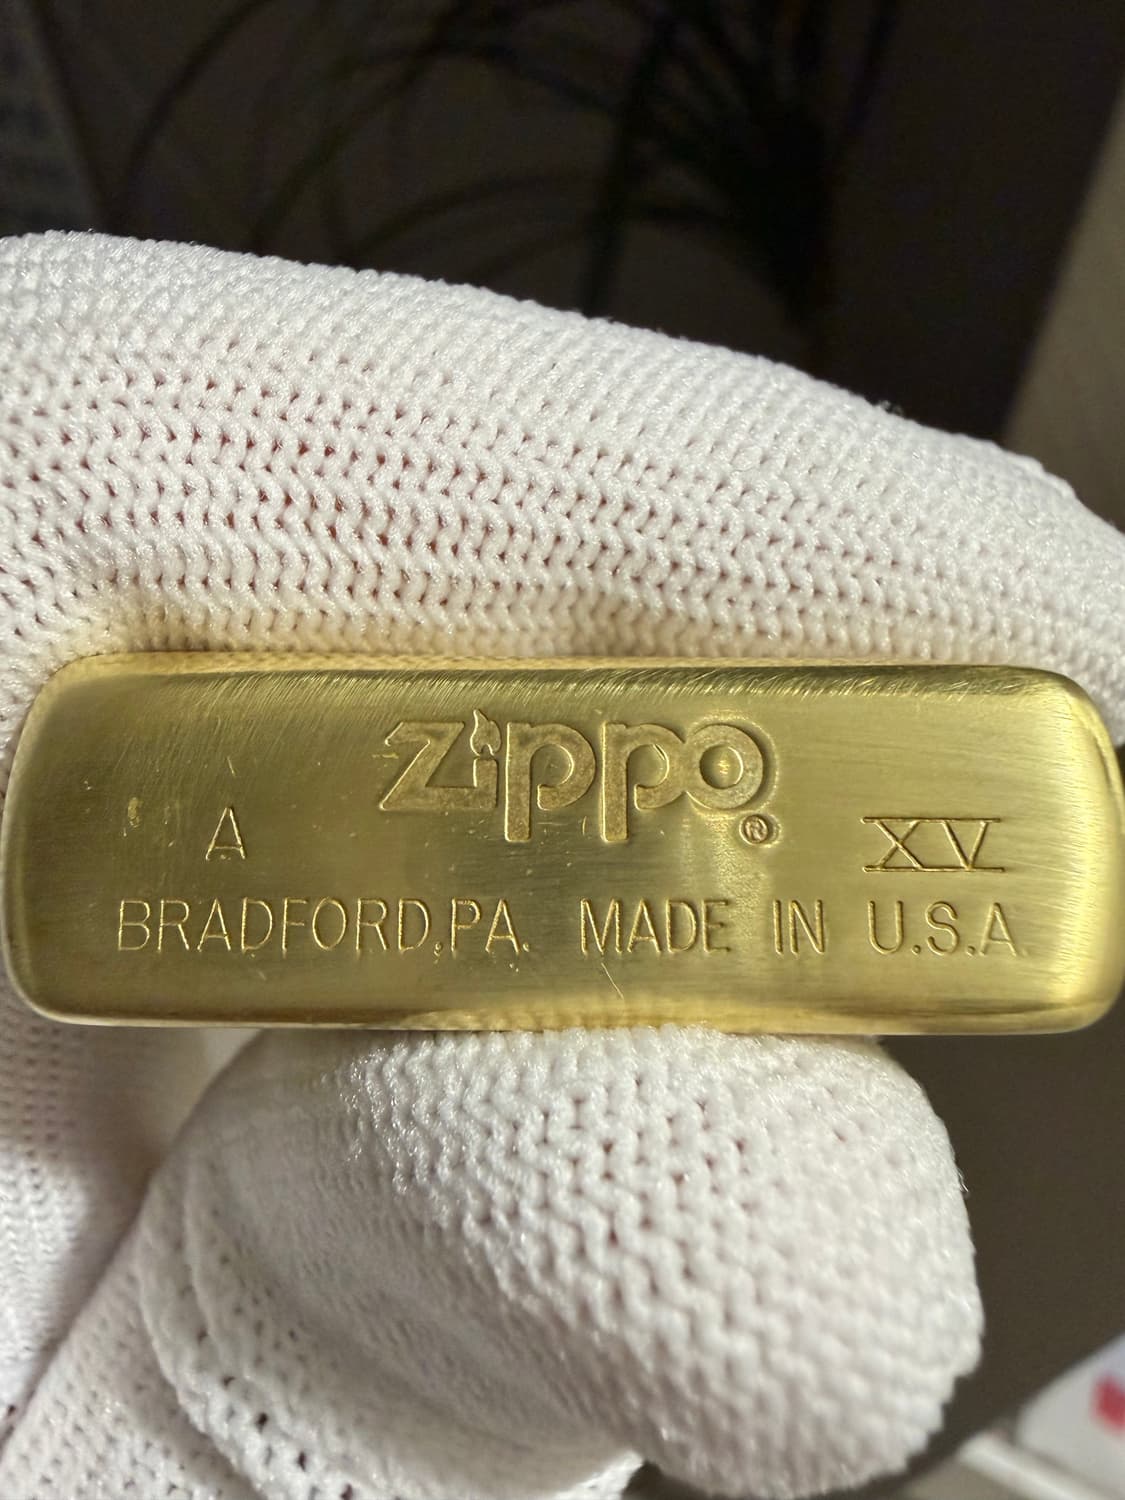 Zippo®
A XV
BRADFORD,PA. MADE IN U.S.A.